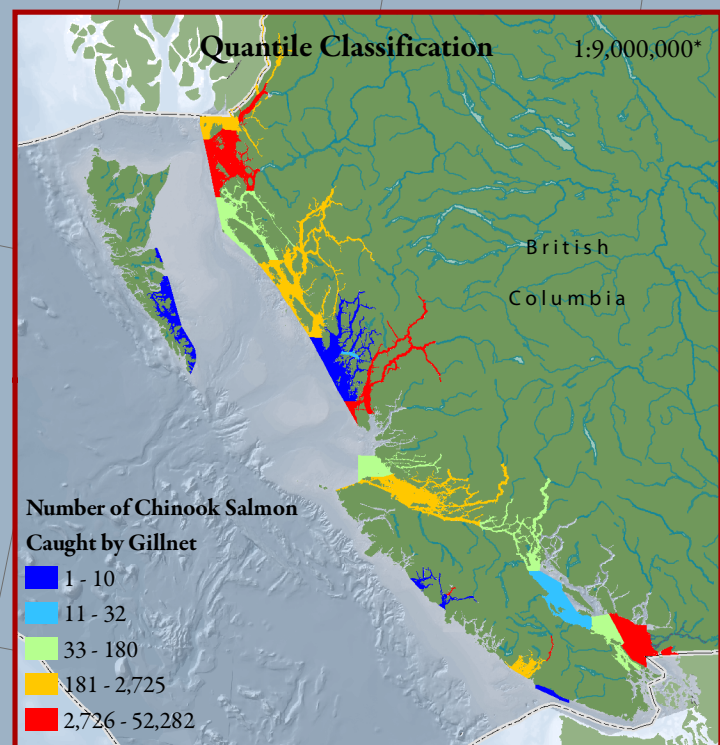 Quantile Classification 1:9,000,000*
British
Columbia
Number of Chinook Salmon
Caught by Gillnet
1 - 10
11 - 32
33 - 180
181 - 2,725
2,726 - 52,282